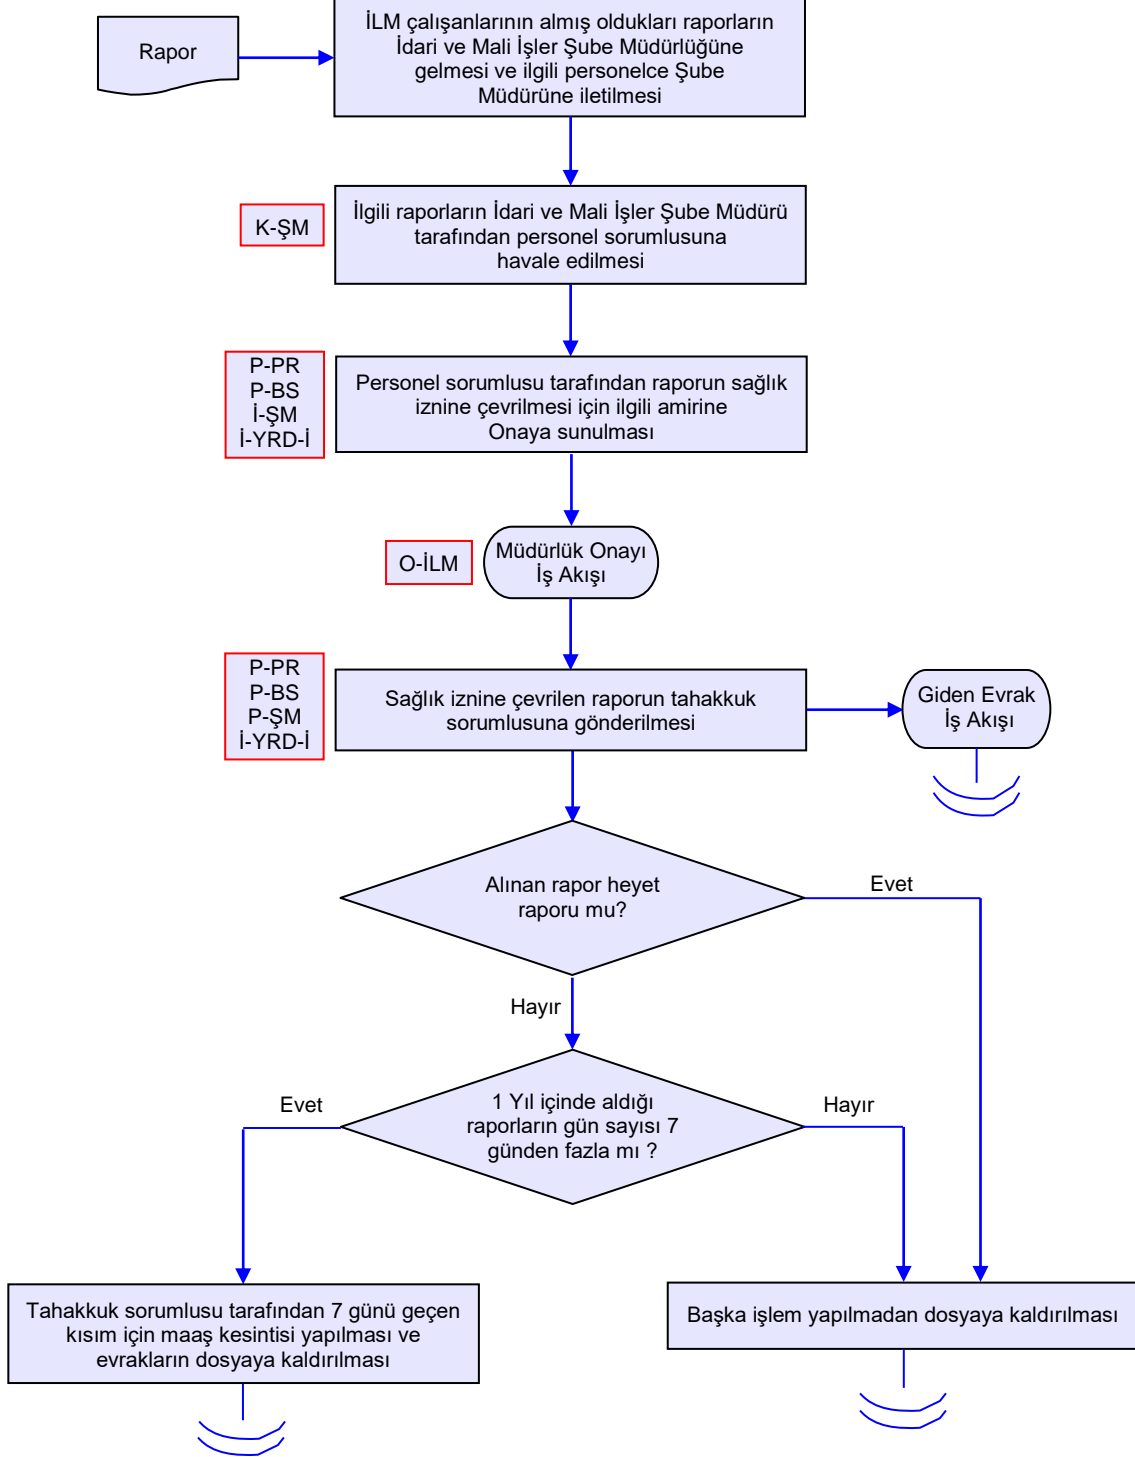 Rapor
İLM çalışanlarının almış oldukları raporların
İdari ve Mali İşler Şube Müdürlüğüne
gelmesi ve ilgili personelce Şube
Müdürüne iletilmesi
K-ŞM
İlgili raporların İdari ve Mali İşler Şube Müdürü
tarafından personel sorumlusuna
havale edilmesi
P-PR
P-BS
İ-ŞM
İ-YRD-İ
Personel sorumlusu tarafından raporun sağlık
iznine çevrilmesi için ilgili amirine
Onaya sunulması
O-İLM
Müdürlük Onayı
İş Akışı
P-PR
P-BS
P-ŞM
İ-YRD-İ
Sağlık iznine çevrilen raporun tahakkuk
sorumlusuna gönderilmesi
Giden Evrak
İş Akışı
Alınan rapor heyet
raporu mu?
Evet
Hayır
1 Yıl içinde aldığı
raporların gün sayısı 7
günden fazla mı ?
Evet
Hayır
Tahakkuk sorumlusu tarafından 7 günü geçen
kısım için maaş kesintisi yapılması ve
evrakların dosyaya kaldırılması
Başka işlem yapılmadan dosyaya kaldırılması